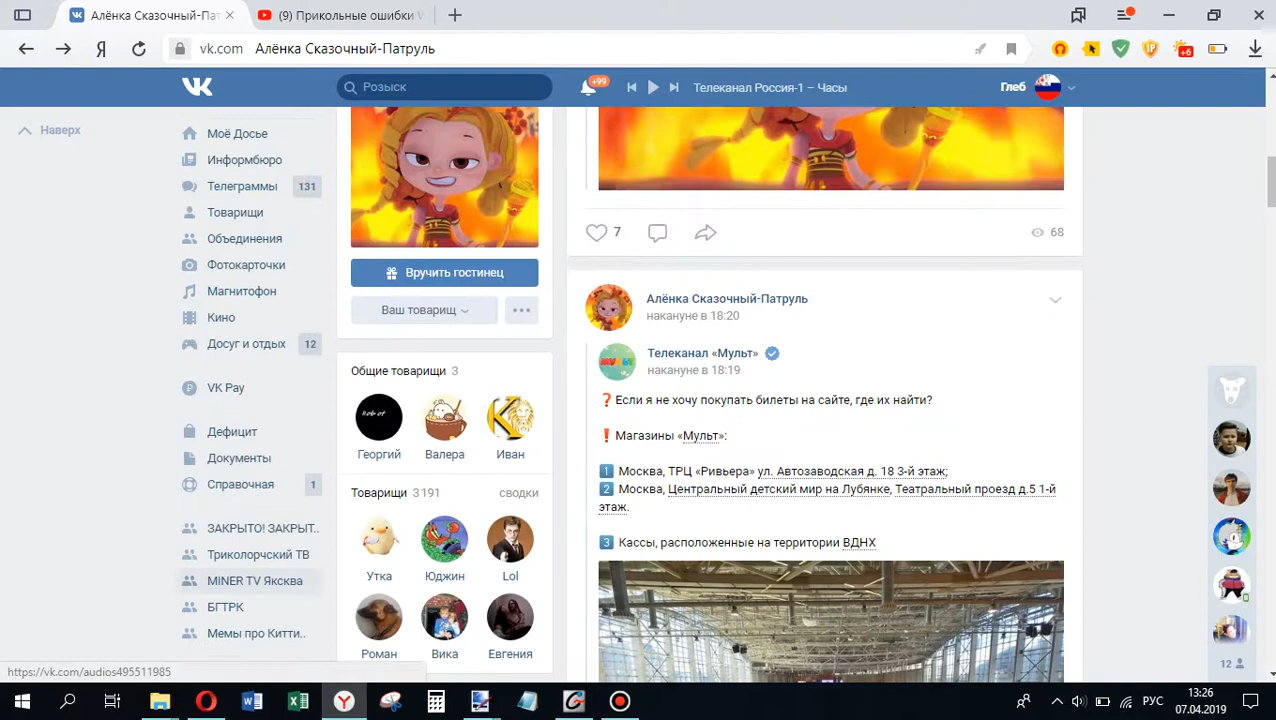 Алёнка Сказочный-Пат
(9) Прикольные ошибки W
vk.com Алёнка Сказочный-Патруль
+6
Розыск
+99
Телеканал Россия-1 – Часы
Глеб
Наверх
Моё Досье
Информбюро
Телеграммы 131
Товарищи
Объединения
Фотокарточки
Магнитофон
Кино
Досуг и отдых 12
VK Pay
Дефицит
Документы
Справочная 1
ЗАКРЫТО! ЗАКРЫТ..
Триколорчский ТВ
MINER TV Яксква
БГТРК
Мемы про Китти..
Вручить гостинец
Ваш товарищ
Общие товарищи 3
Георгий Валера Иван
Товарищи 3 191 сводки
Утка Юджин Lol
Роман Вика Евгения
7
68
Алёнка Сказочный-Патруль
накануне в 18:20
МУЛЬТ
Телеканал «Мульт»
накануне в 18:19
❓Если я не хочу покупать билеты на сайте, где их найти?
❗Магазины «Мульт»:
1 Москва, ТРЦ «Ривьера» ул. Автозаводская д. 18 3-й этаж;
2 Москва, Центральный детский мир на Лубянке, Театральный проезд д.5 1-й
этаж.
3 Кассы, расположенные на территории ВДНХ
12
https://vk.com/audios495511985
РУС
13:26
07.04.2019